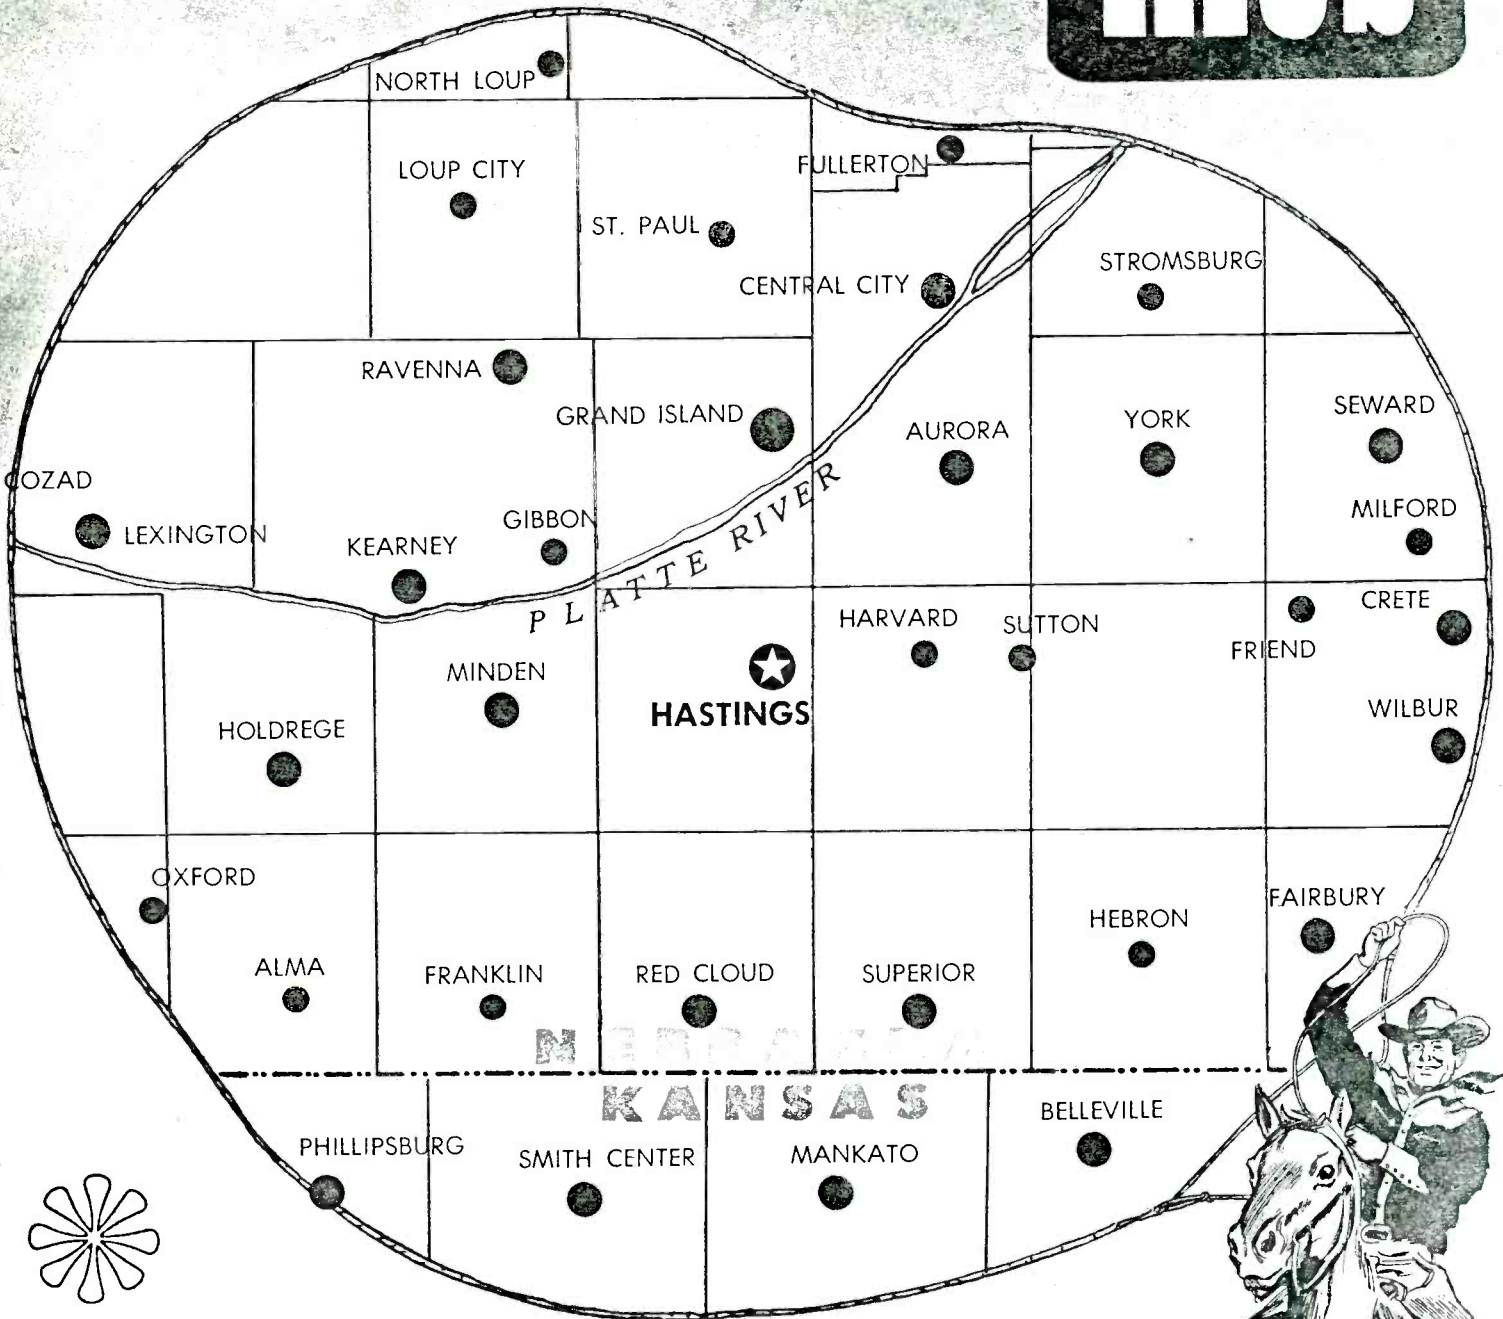 NORTH LOUP
FULLERTON
LOUP CITY
ST. PAUL
STROMSBURG
CENTRAL CITY
RAVENNA
GRAND ISLAND
AURORA
YORK
SEWARD
COZAD
LEXINGTON
MILFORD
GIBBON
KEARNEY
PLATTE RIVER
HARVARD
SUTTON
CRETE
FRIEND
MINDEN
HASTINGS
WILBUR
HOLDREGE
OXFORD
FAIRBURY
HEBRON
ALMA
FRANKLIN
RED CLOUD
SUPERIOR
NEBRASKA
KANSAS
BELLEVILLE
PHILLIPSBURG
SMITH CENTER
MANKATO